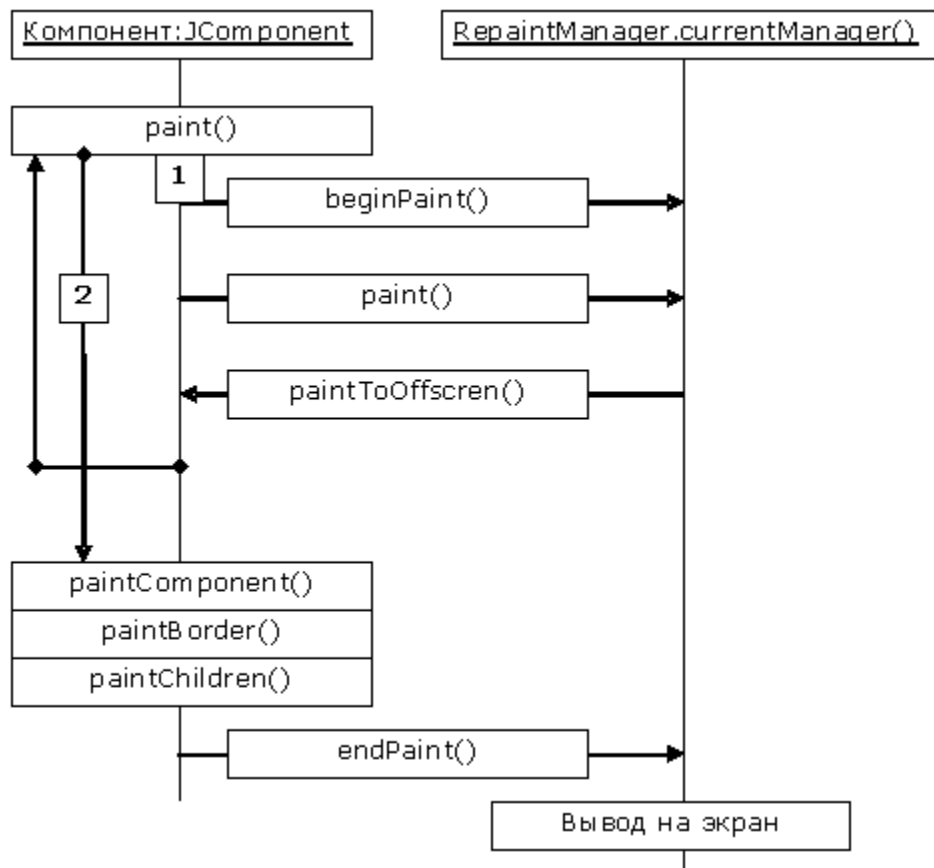 Компонент:JComponent
RepaintManager.currentManager()
paint()
1
beginPaint()
2
paint()
paintToOffscren()
paintComponent()
paintBorder()
paintChildren()
endPaint()
Вывод на экран